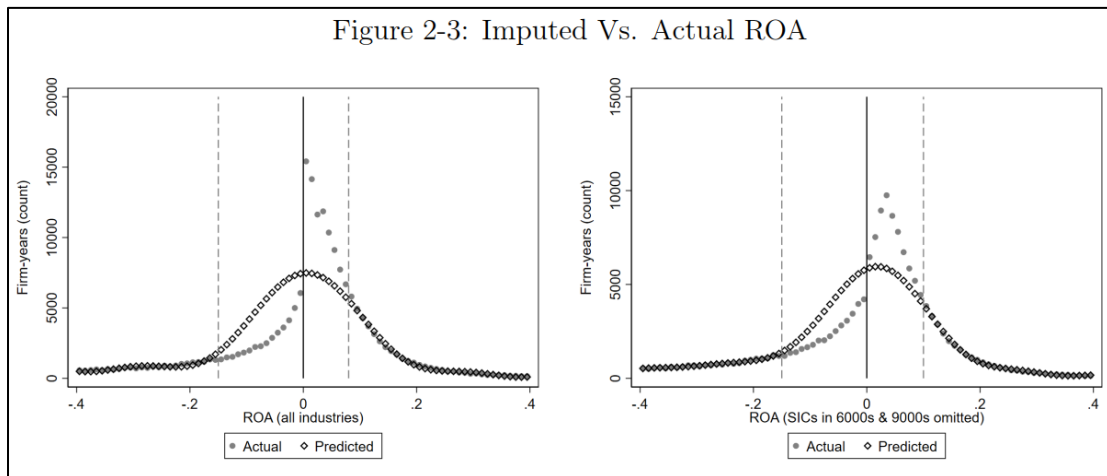 Figure 2-3: Imputed Vs. Actual ROA
Firm-years (count)
20000
15000
10000
5000
0
-.4
-.2
0
.2
.4
ROA (all industries)
Actual
Predicted
Firm-years (count)
15000
10000
5000
0
-.4
-.2
0
.2
.4
ROA (SICs in 6000s & 9000s omitted)
Actual
Predicted